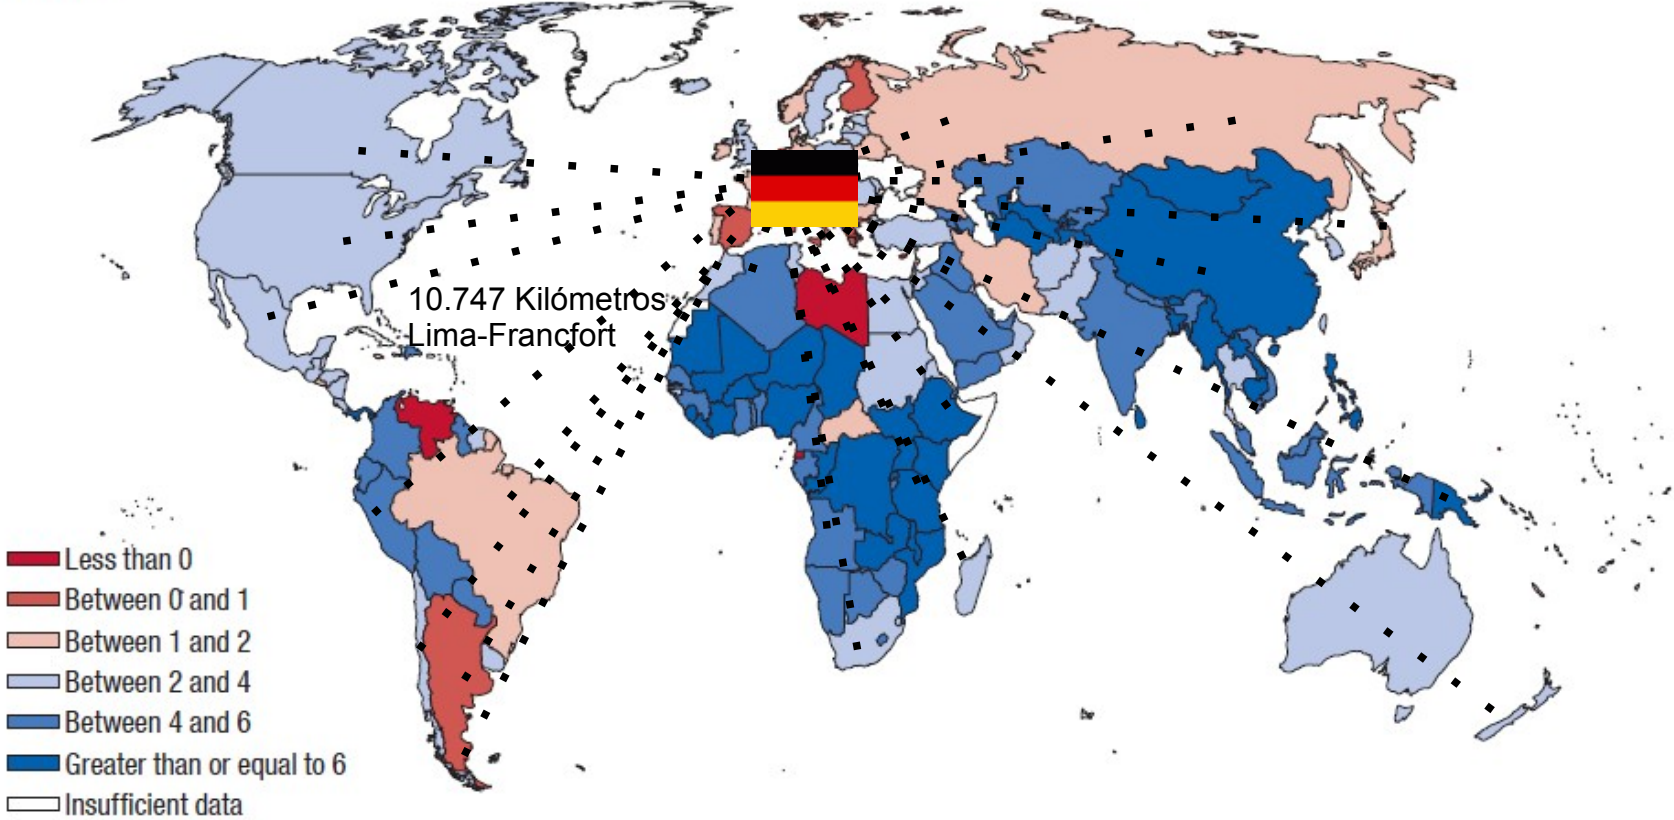 10.747 Kilómetros
Lima-Francfort
Less than 0
Between 0 and 1
Between 1 and 2
Between 2 and 4
Between 4 and 6
Greater than or equal to 6
Insufficient data